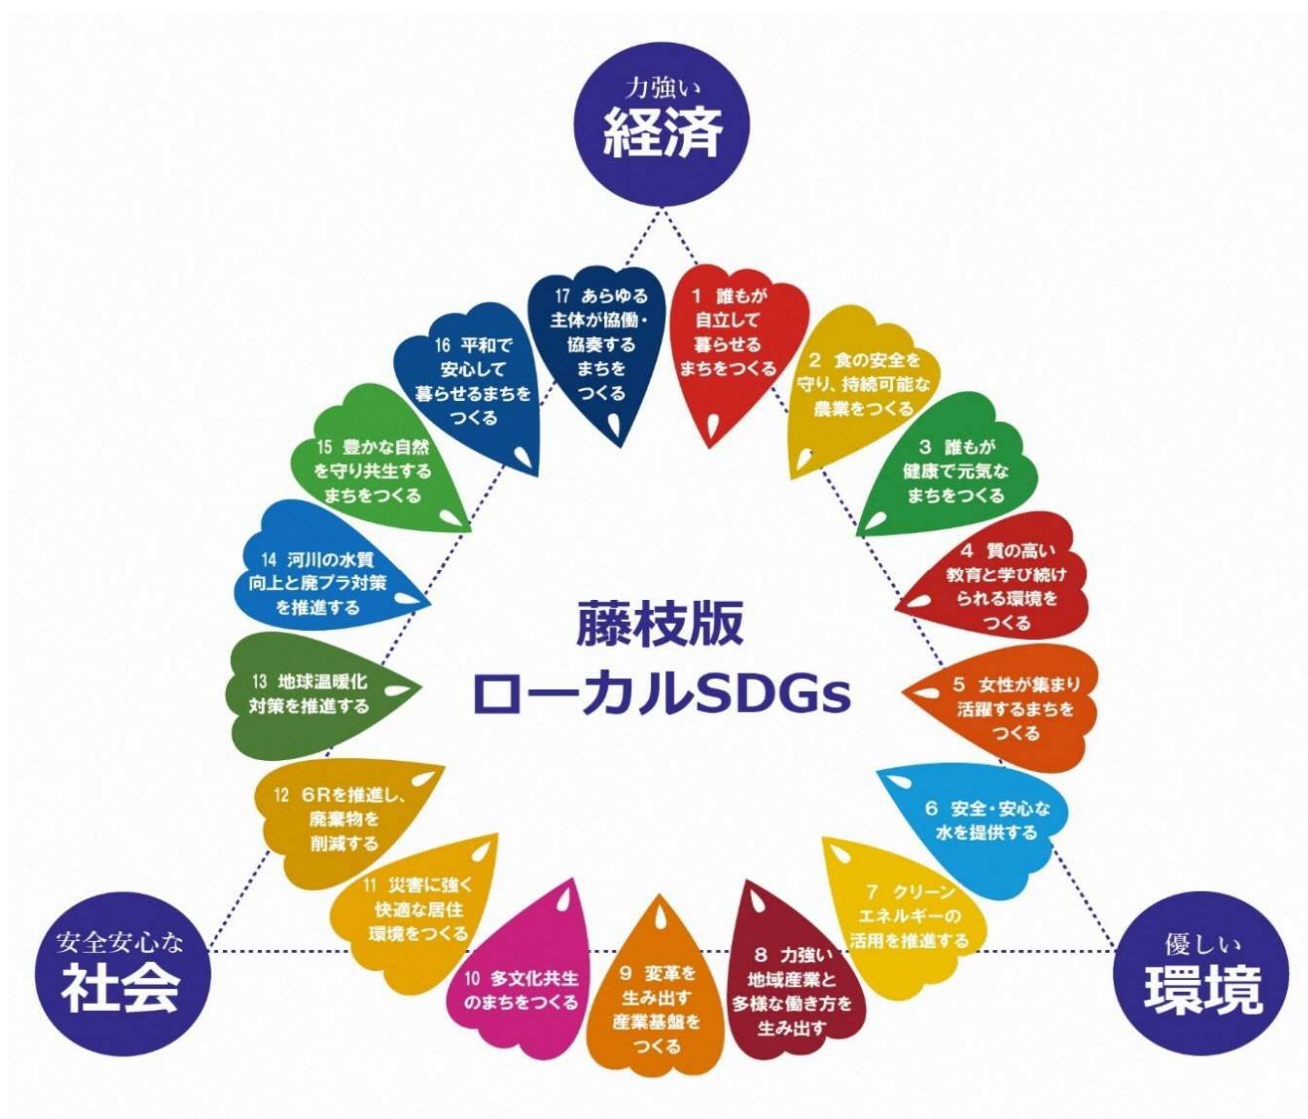 力強い
経済
1 誰もが
自立して
暮らせる
まちをつくる
2 食の安全を
守り、持続可能な
農業をつくる
3 誰もが
健康で元気な
まちをつくる
4 質の高い
教育と学び続け
られる環境を
つくる
5 女性が集まり
活躍するまちを
つくる
6 安全・安心な
水を提供する
7 クリーン
エネルギーの
活用を推進する
8 力強い
地域産業と
多様な働き方を
生み出す
9 変革を
生み出す
産業基盤を
つくる
10 多文化共生
のまちをつくる
11 災害に強く
快適な居住
環境をつくる
12 6Rを推進し、
廃棄物を
削減する
13 地球温暖化
対策を推進する
14 河川の水質
向上と廃プラ対策
を推進する
15 豊かな自然
を守り共生する
まちをつくる
16 平和で
安心して
暮らせるまちを
つくる
17 あらゆる
主体が協働・
協奏する
まちを
つくる
藤枝版
ローカルSDGs
安全安心な
社会
優しい
環境